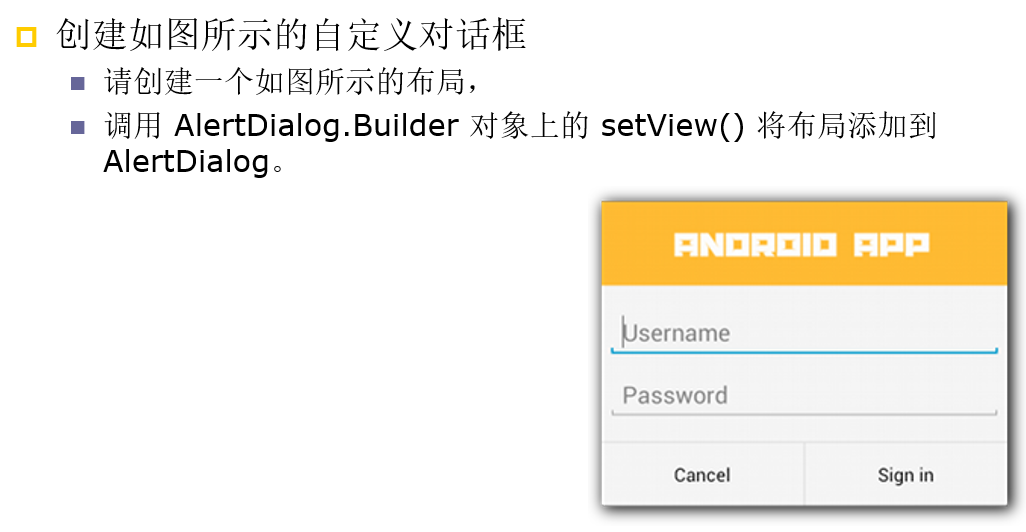 创建如图所示的自定义对话框
请创建一个如图所示的布局，
调用 AlertDialog.Builder 对象上的 setView() 将布局添加到
AlertDialog。
ANDROID APP
Username
Password
Cancel Sign in